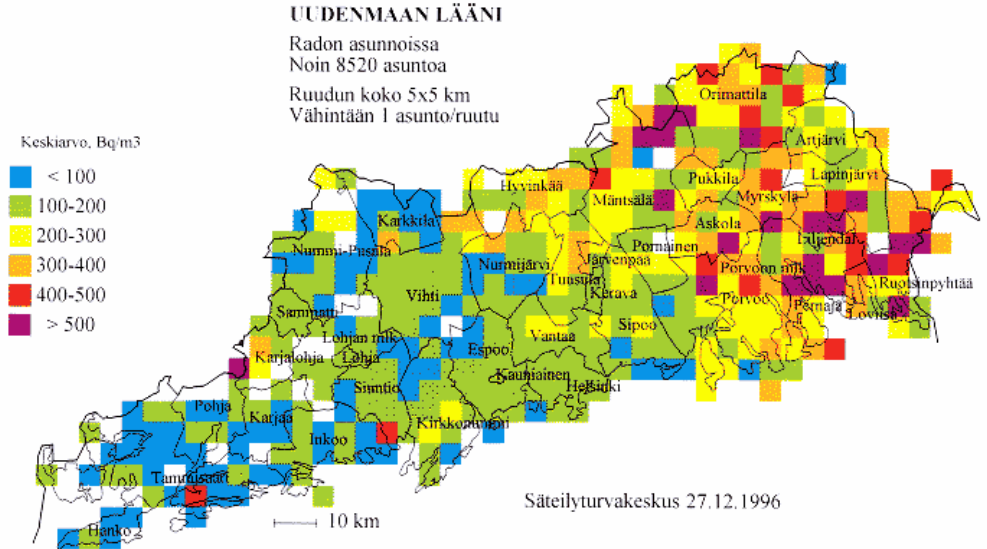 UUDENMAAN LÄÄNI
Radon asunnoissa
Noin 8520 asuntoa
Ruudun koko 5x5 km
Vähintään 1 asunto/ruutu
Keskiarvo, Bq/m3
< 100
100-200
200-300
300-400
400-500
> 500
Orimattila
Artjärvi
Pukkila
Lapinjärvi
Hyvinkää
Mäntsälä
Myrskylä
Karkkila
Askola
Liljendal
Nummi-Pusula
Pornainen
Nurmijärvi
Järvenpää
Porvoon mlk
Tuusula
Ruotsinpyhtää
Vihti
Kerava
Porvoo
Pernaja
Sammatti
Loviisa
Sipoo
Lohjan mlk
Vantaa
Karjalohja
Lohja
Espoo
Kauniainen
Siuntio
Helsinki
Pohja
Karjaa
Kirkkonummi
Inkoo
Tammisaari
Hanko
10 km
Säteilyturvakeskus 27.12.1996